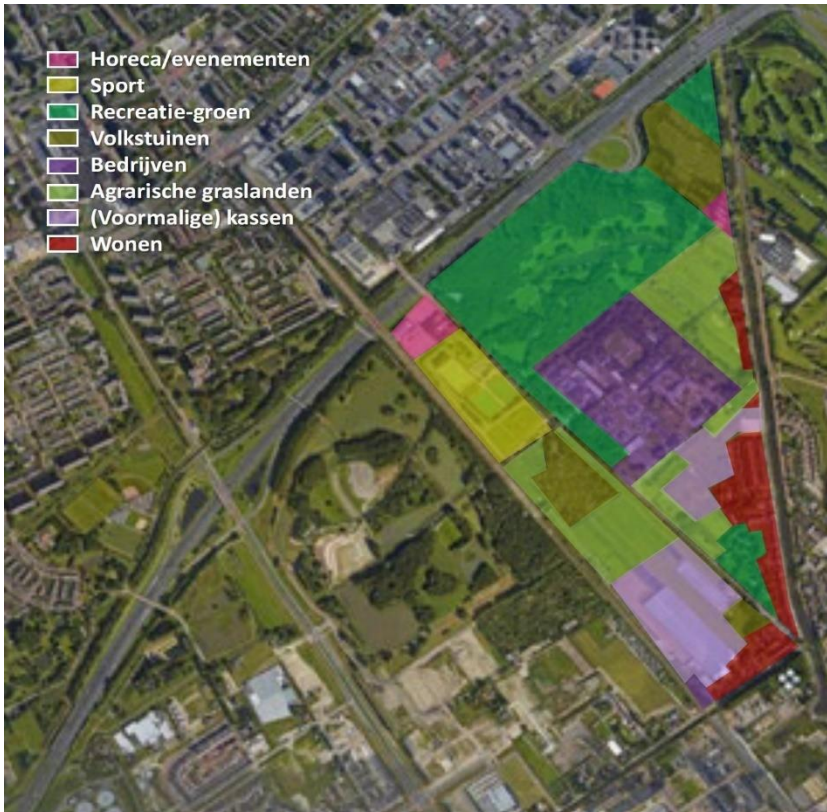 Horeca/evenementen
Sport
Recreatie-groen
Volkstuinen
Bedrijven
Agrarische graslanden
(Voormalige) kassen
Wonen